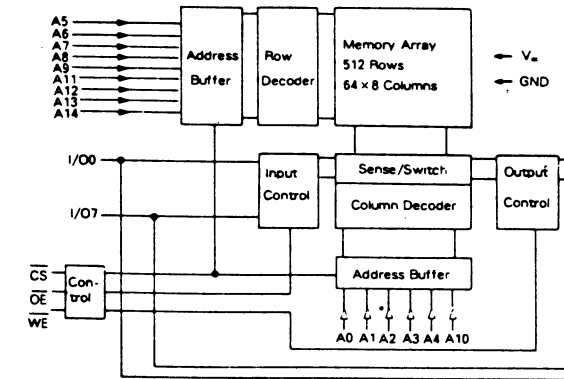 A5
A6
A7
A8
A9
A11
A12
A13
A14
Address
Buffer
Row
Decoder
Memory Array
512 Rows
64 × 8 Columns
GND
I/O0
I/O7
Input
Control
Sense/Switch
Column Decoder
Output
Control
CS
OE
WE
Con-
trol
Address Buffer
A0 A1 A2 A3 A4 A10